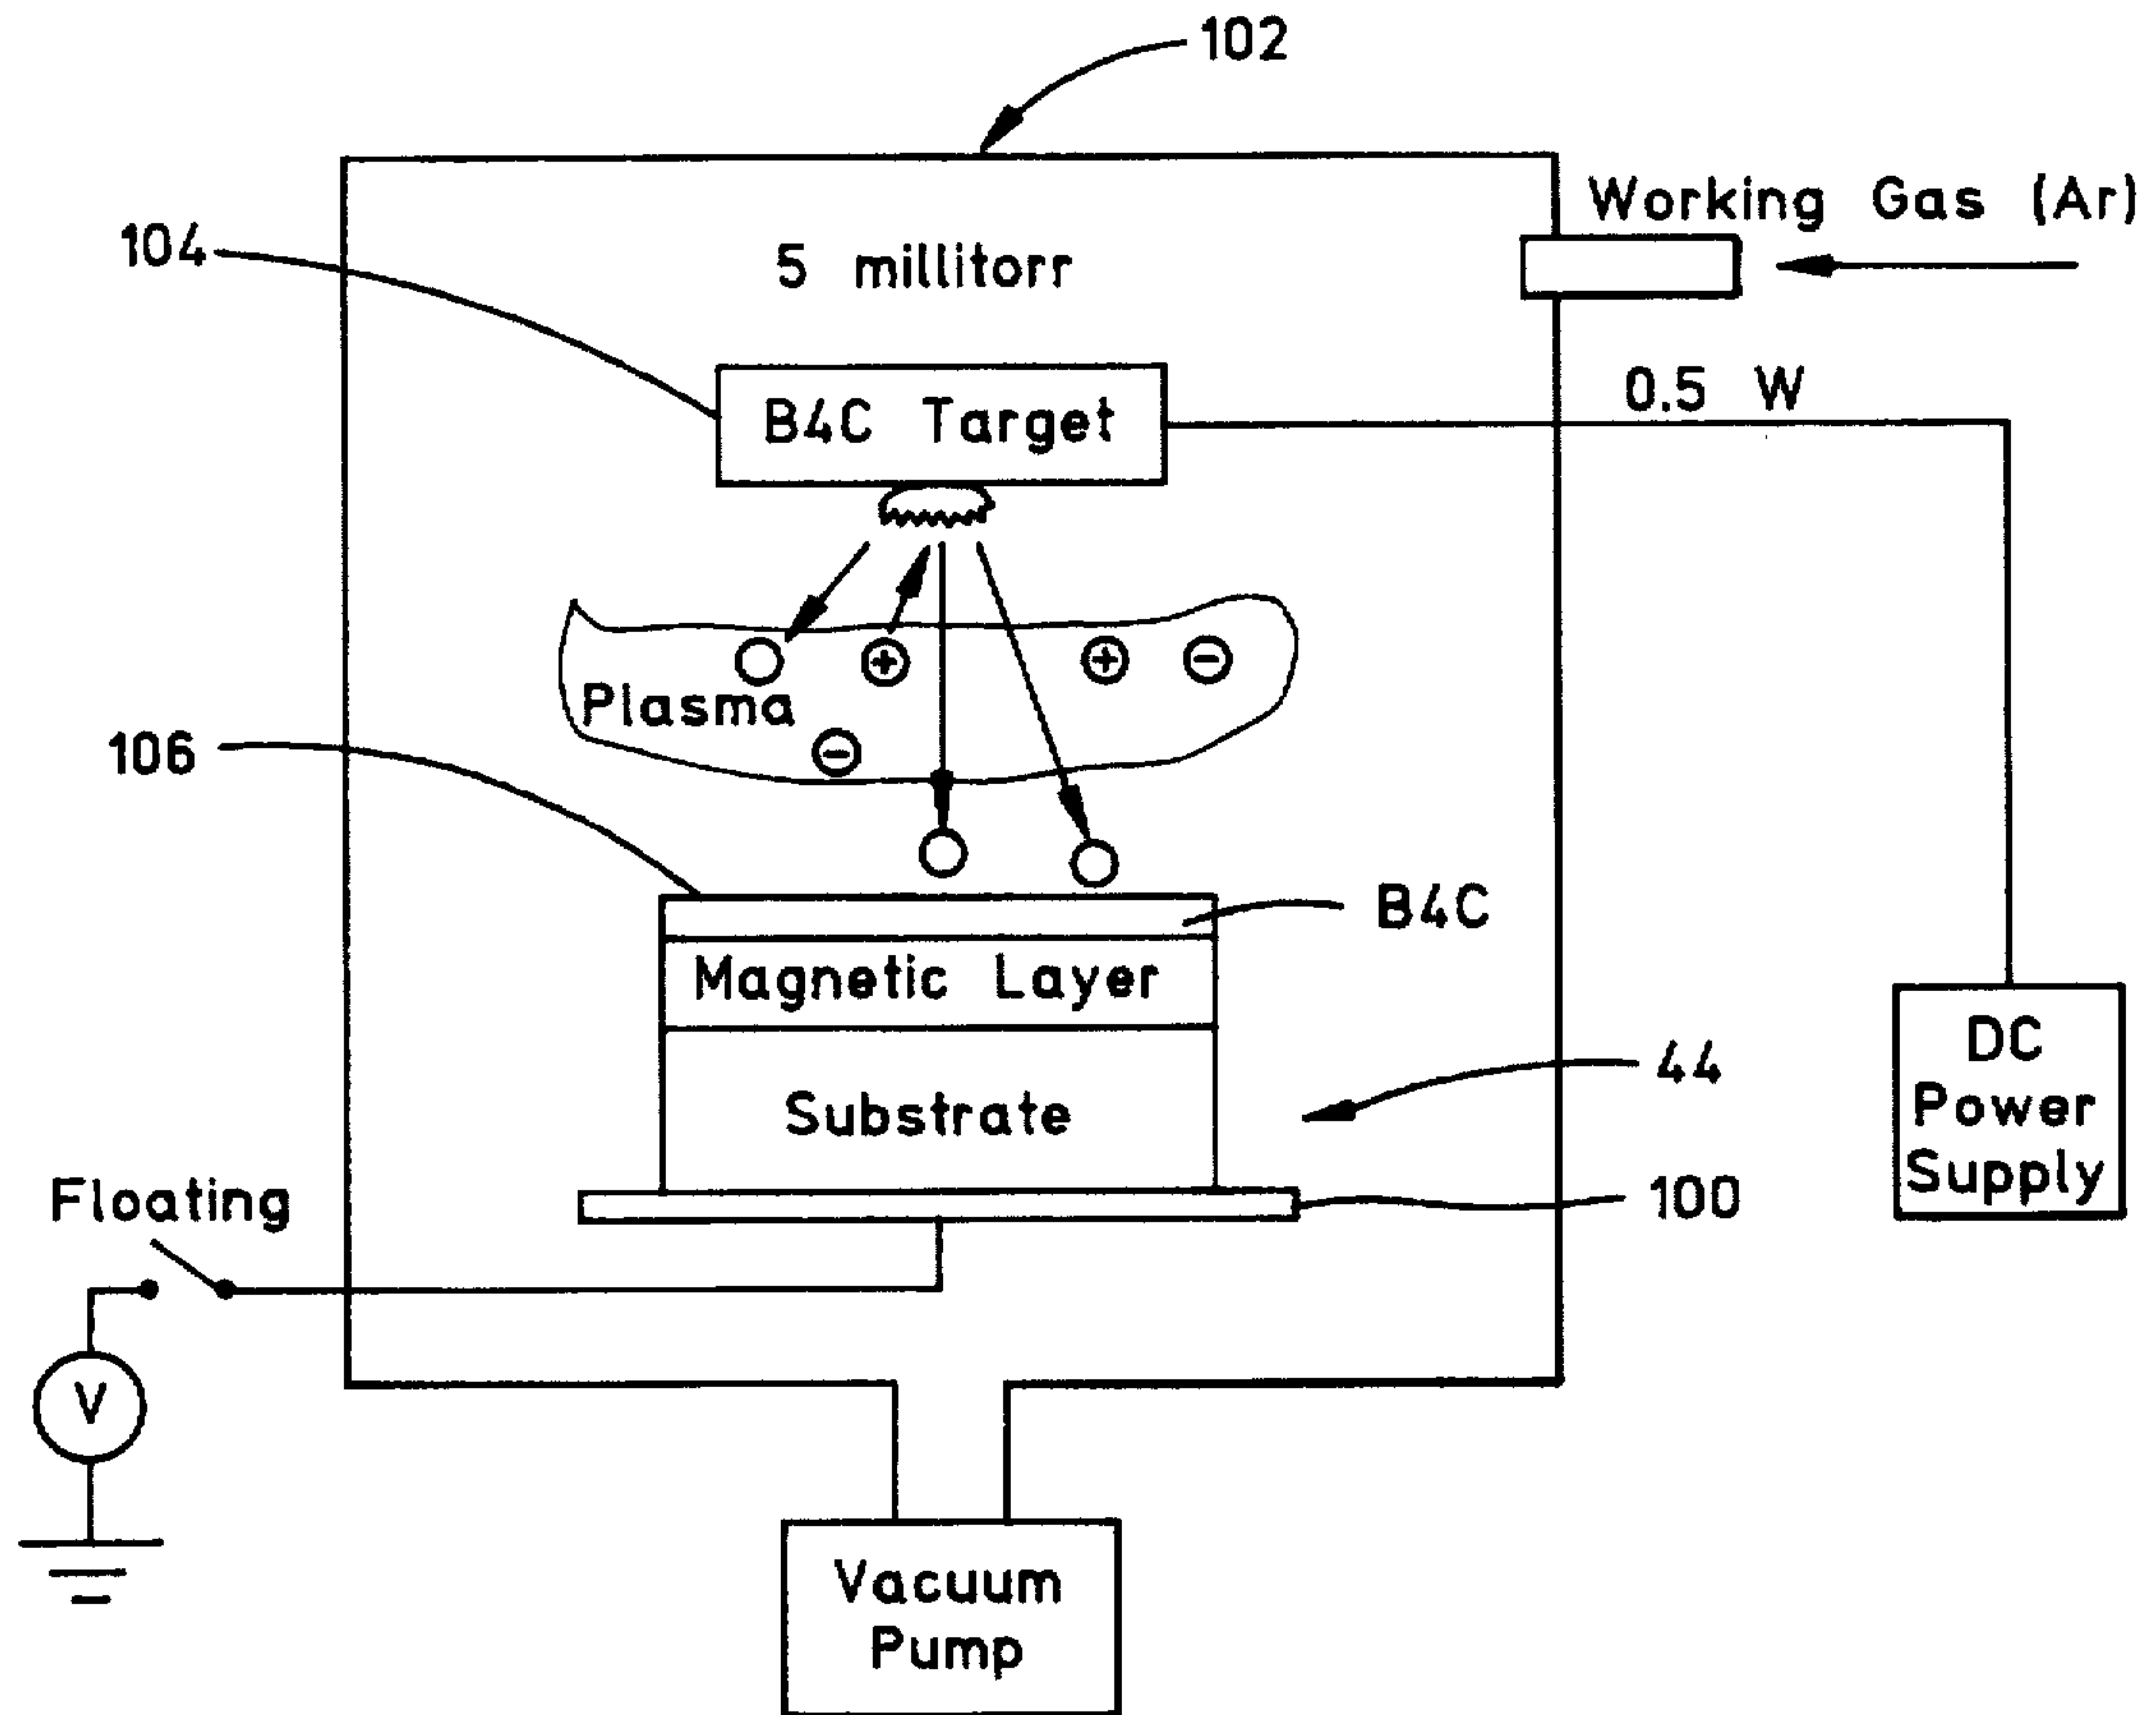 102
Working Gas (Ar)
104
5 millitorr
0.5 W
B4C Target
Plasma
106
B4C
Magnetic Layer
DC
Power
Supply
44
Substrate
100
Floating
V
Vacuum
Pump